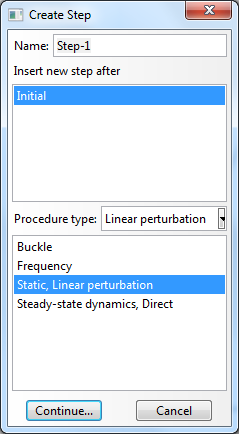 Create Step
Name: Step-1
Insert new step after
Initial
Procedure type: Linear perturbation
Buckle
Frequency
Static, Linear perturbation
Steady-state dynamics, Direct
Continue... Cancel